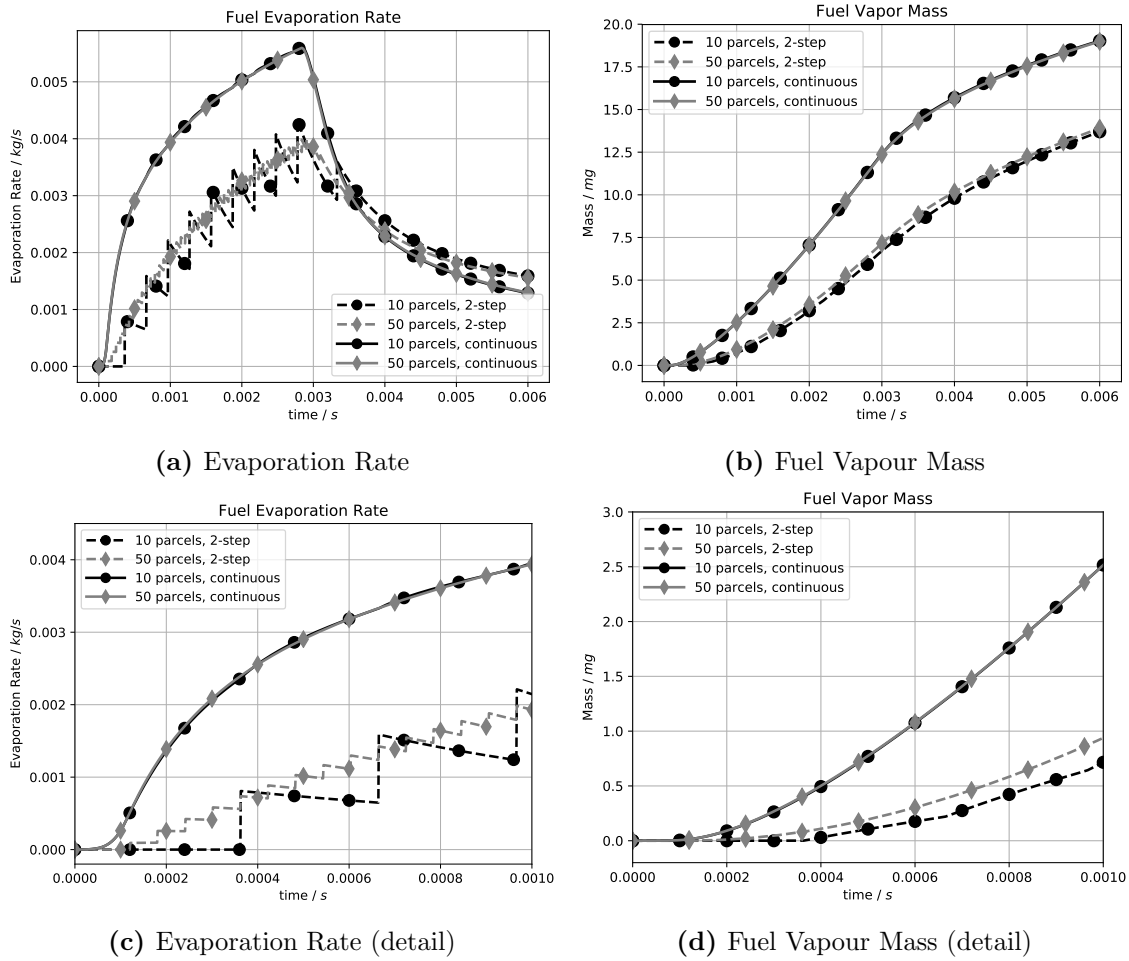 Fuel Evaporation Rate
Evaporation Rate / kg/s
0.005
0.004
0.003
0.002
0.001
0.000
10 parcels, 2-step
50 parcels, 2-step
10 parcels, continuous
50 parcels, continuous
0.000 0.001 0.002 0.003 0.004 0.005 0.006
time / s
(a) Evaporation Rate
Fuel Vapor Mass
Mass / mg
20.0
17.5
15.0
12.5
10.0
7.5
5.0
2.5
0.0
10 parcels, 2-step
50 parcels, 2-step
10 parcels, continuous
50 parcels, continuous
0.000 0.001 0.002 0.003 0.004 0.005 0.006
time / s
(b) Fuel Vapour Mass
Fuel Evaporation Rate
Evaporation Rate / kg/s
0.004
0.003
0.002
0.001
0.000
10 parcels, 2-step
50 parcels, 2-step
10 parcels, continuous
50 parcels, continuous
0.0000 0.0002 0.0004 0.0006 0.0008 0.0010
time / s
(c) Evaporation Rate (detail)
Fuel Vapor Mass
Mass / mg
3.0
2.5
2.0
1.5
1.0
0.5
0.0
10 parcels, 2-step
50 parcels, 2-step
10 parcels, continuous
50 parcels, continuous
0.0000 0.0002 0.0004 0.0006 0.0008 0.0010
time / s
(d) Fuel Vapour Mass (detail)